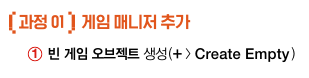 [과정 01] 게임 매니저 추가
① 빈 게임 오브젝트 생성(+ > Create Empty)